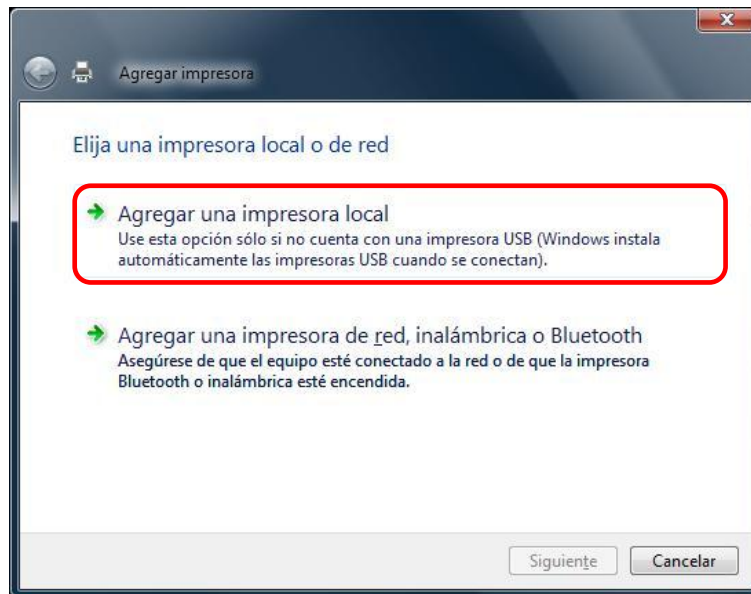 Agregar impresora
Elija una impresora local o de red
Agregar una impresora local
Use esta opción sólo si no cuenta con una impresora USB (Windows instala
automáticamente las impresoras USB cuando se conectan).
Agregar una impresora de red, inalámbrica o Bluetooth
Asegúrese de que el equipo esté conectado a la red o de que la impresora
Bluetooth o inalámbrica esté encendida.
Siguiente
Cancelar